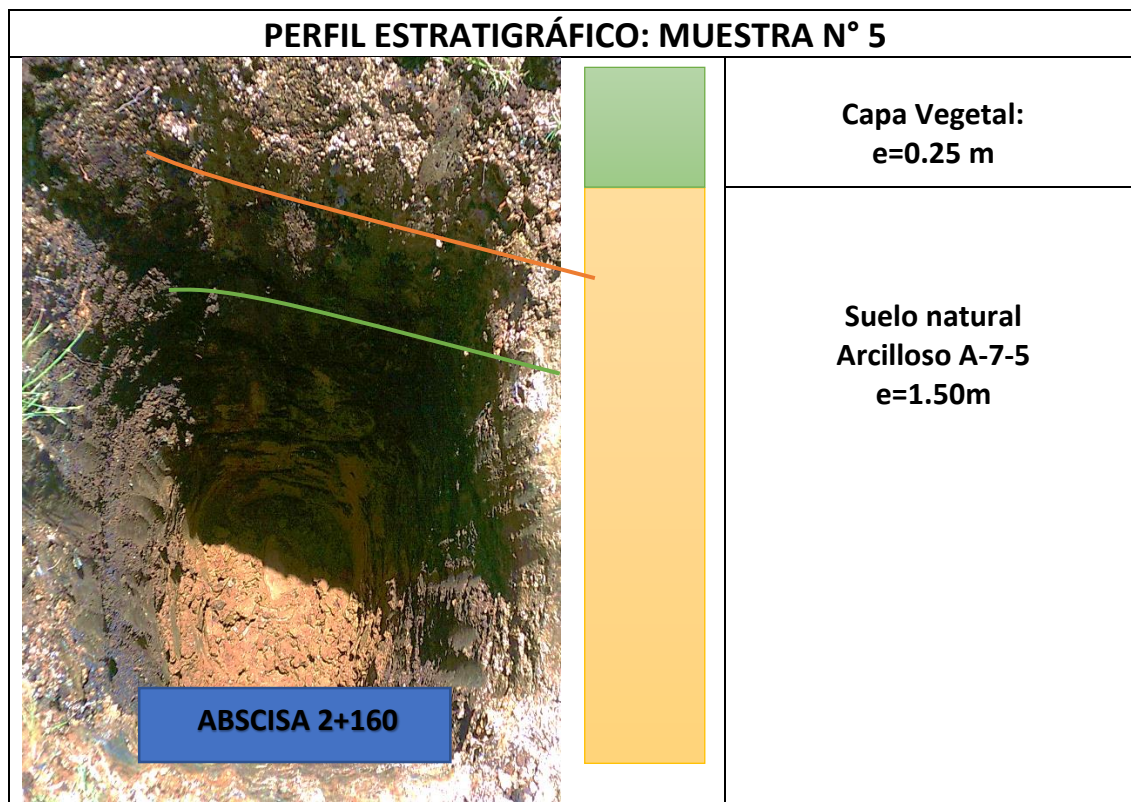 PERFIL ESTRATIGRÁFICO: MUESTRA N° 5
Capa Vegetal:
e=0.25 m
Suelo natural
Arcilloso A-7-5
e=1.50m
ABSCISA 2+160